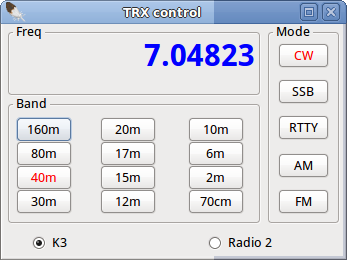 TRX control
Freq
7.04823
Band
160m 20m 10m
80m 17m 6m
40m 15m 2m
30m 12m 70cm
Mode
CW
SSB
RTTY
AM
FM
K3 Radio 2